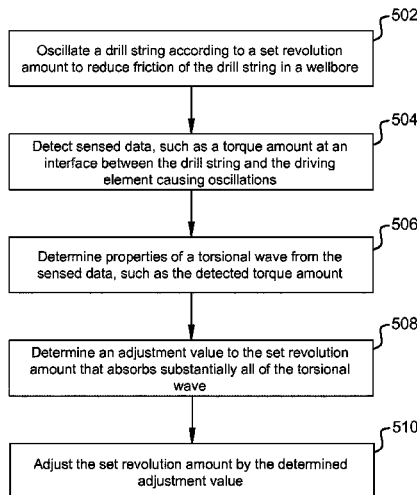 502
Oscillate a drill string according to a set revolution
amount to reduce friction of the drill string in a wellbore
504
Detect sensed data, such as a torque amount at an
interface between the drill string and the driving
element causing oscillations
506
Determine properties of a torsional wave from the
sensed data, such as the detected torque amount
508
Determine an adjustment value to the set revolution
amount that absorbs substantially all of the torsional
wave
510
Adjust the set revolution amount by the determined
adjustment value